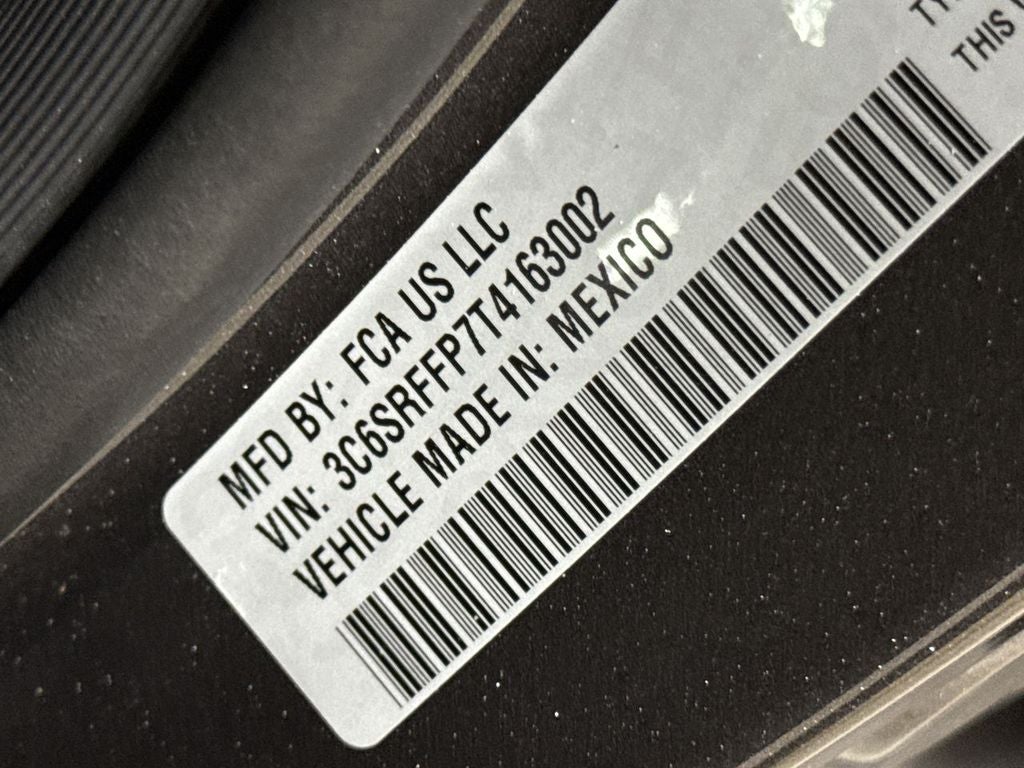 MFD BY: FCA US LLC
VIN: 3C6SRFFP7T4163002
VEHICLE MADE IN: MEXICO
THIS